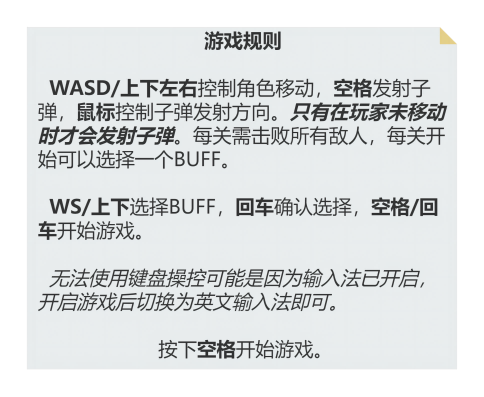 游戏规则
WASD/上下左右控制角色移动，空格发射子
弹，鼠标控制子弹发射方向。只有在玩家未移动
时才会发射子弹。每关需击败所有敌人，每关开
始可以选择一个BUFF。
WS/上下选择BUFF，回车确认选择，空格/回
车开始游戏。
无法使用键盘操控可能是因为输入法已开启，
开启游戏后切换为英文输入法即可。
按下空格开始游戏。